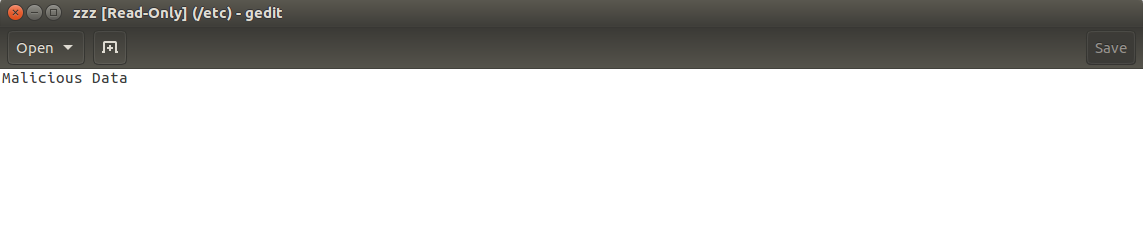 zzz [Read-Only] (/etc) - gedit
Open Save
Malicious Data